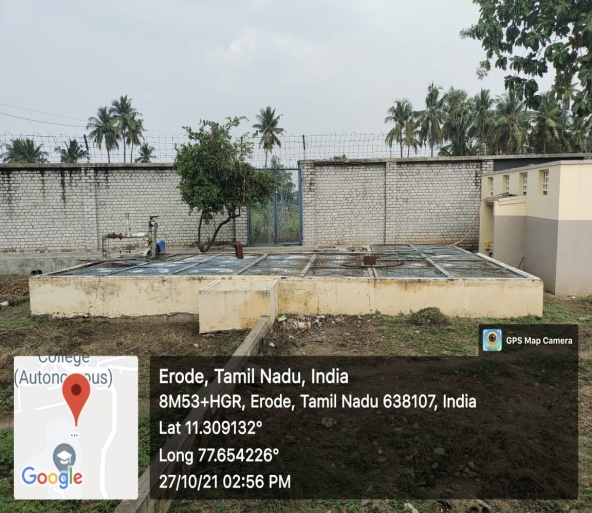 GPS Map Camera
College
(Autonomous)
Google
Erode, Tamil Nadu, India
8M53+HGR, Erode, Tamil Nadu 638107, India
Lat 11.309132°
Long 77.654226°
27/10/21 02:56 PM